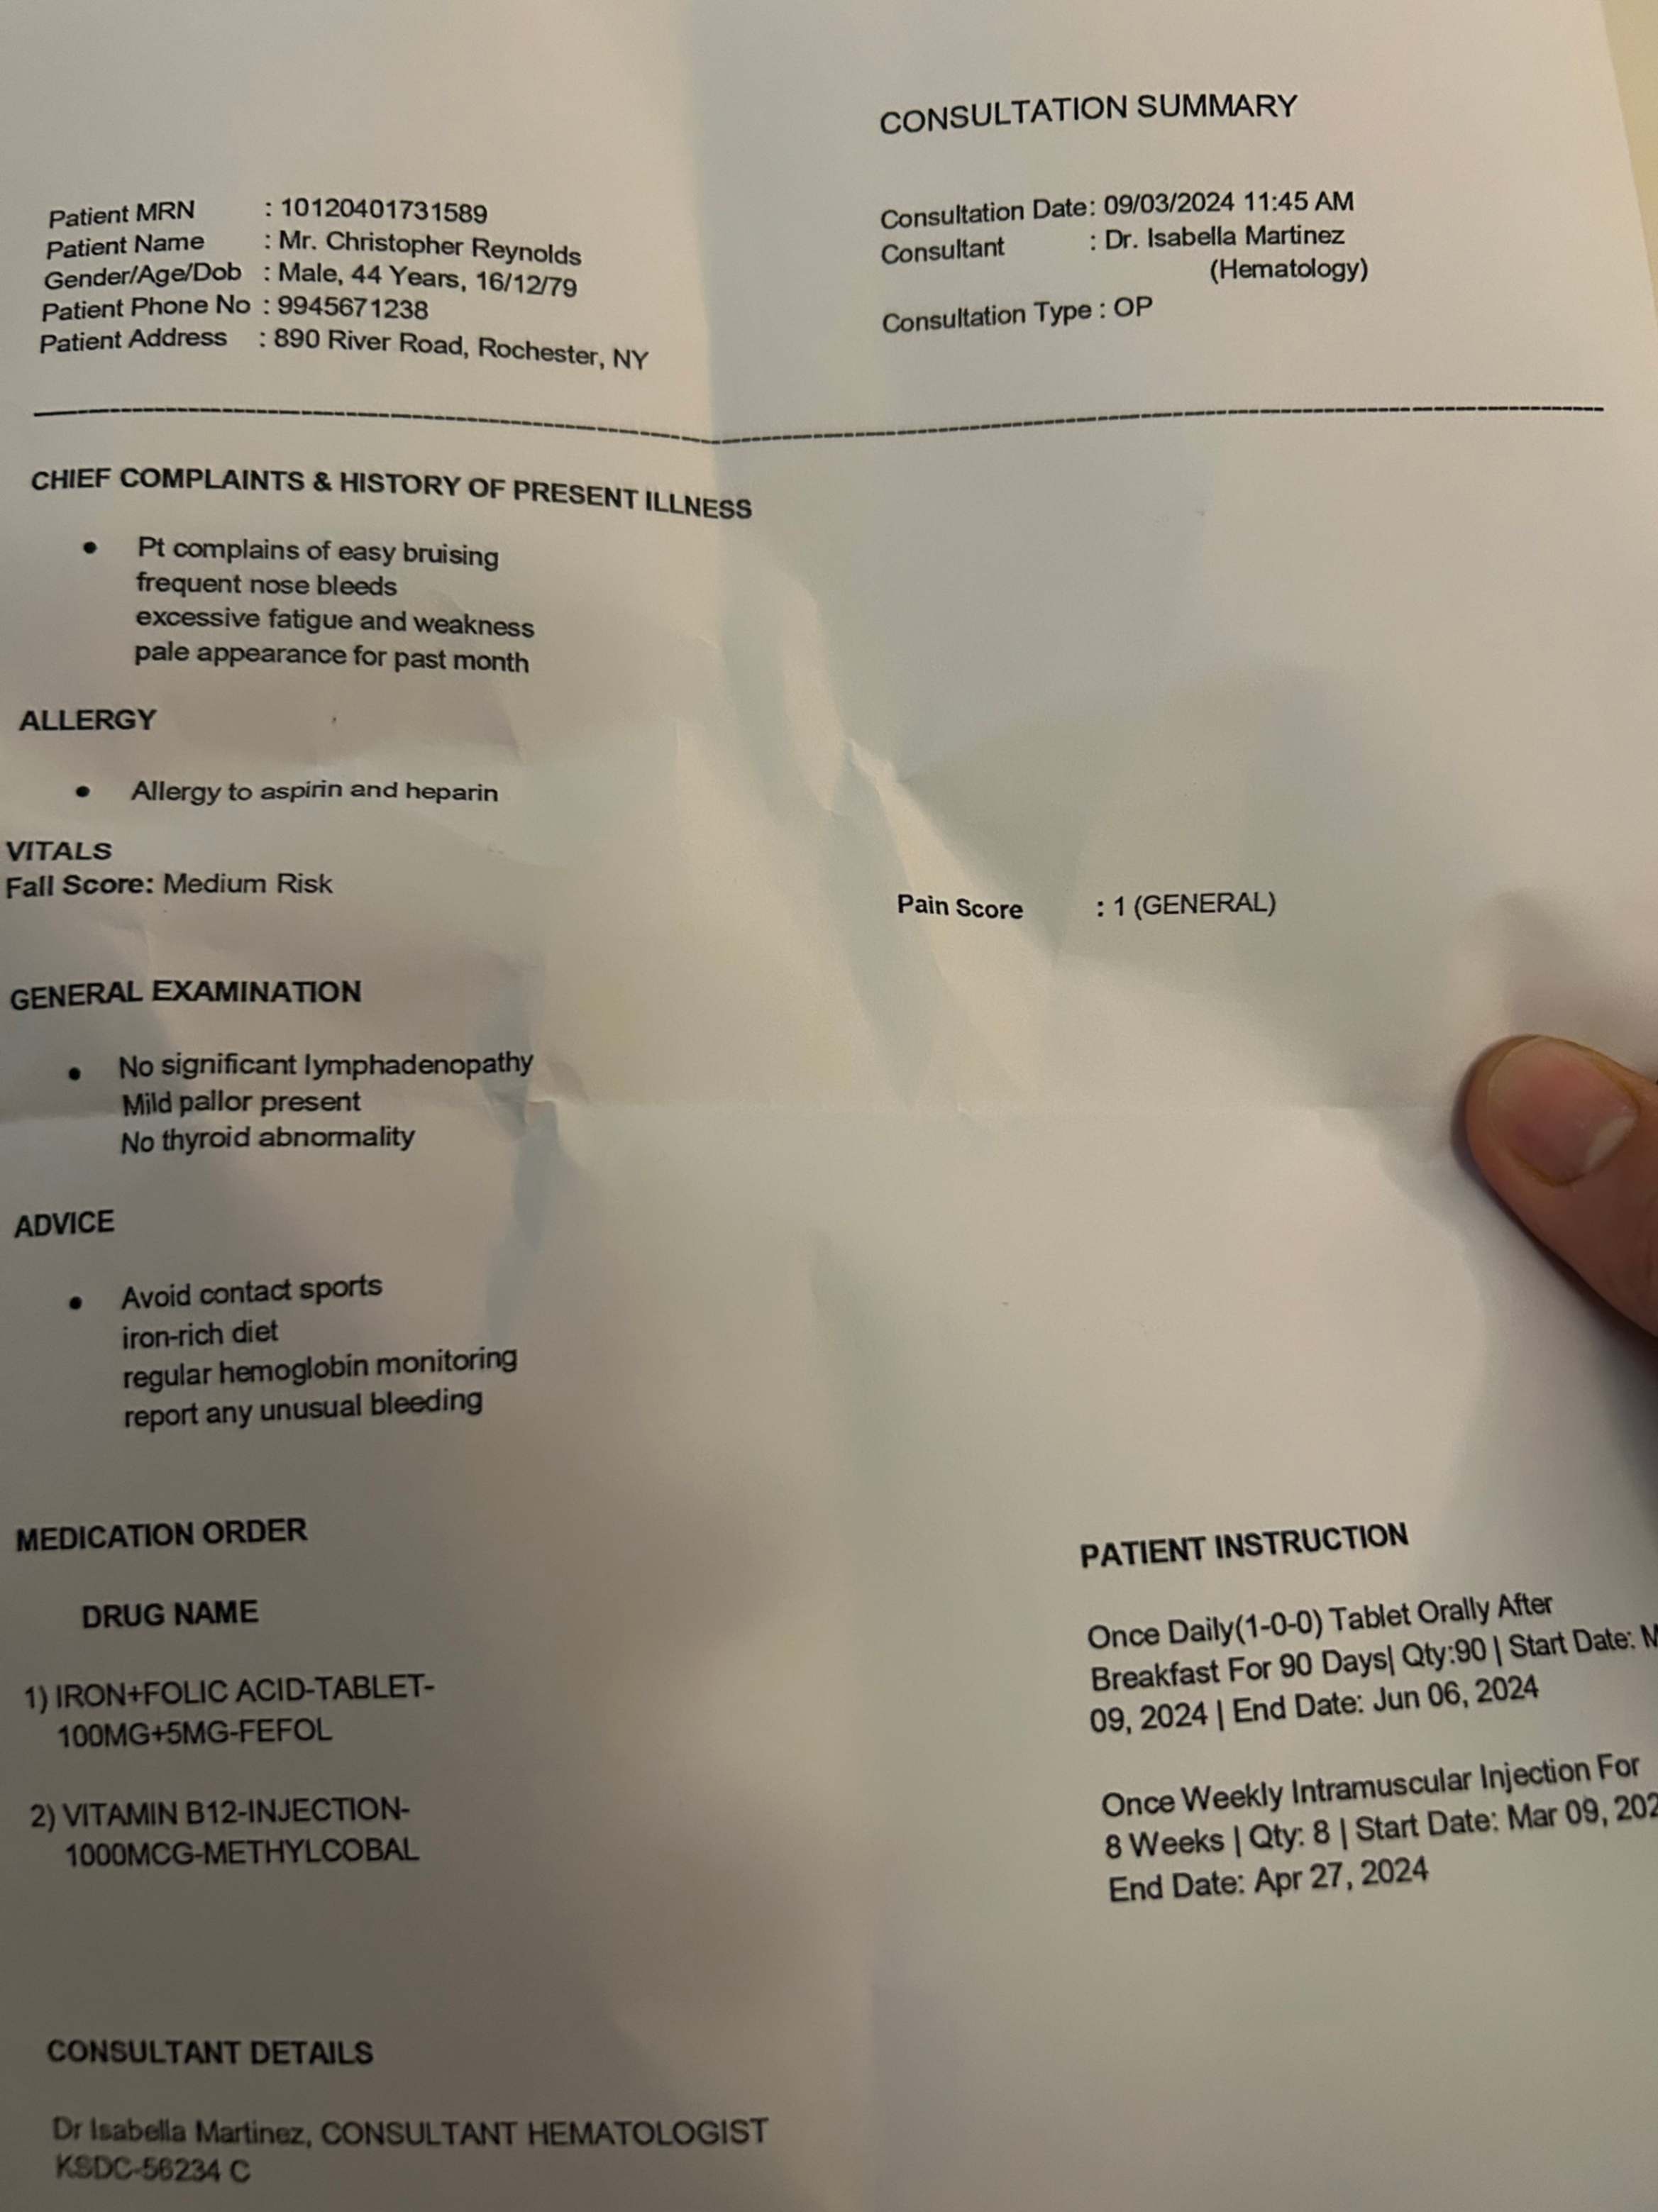 CONSULTATION SUMMARY
Patient MRN : 10120401731589
Patient Name : Mr. Christopher Reynolds
Gender/Age/Dob : Male, 44 Years, 16/12/79
Patient Phone No : 9945671238
Patient Address : 890 River Road, Rochester, NY
Consultation Date: 09/03/2024 11:45 AM
Consultant : Dr. Isabella Martinez
(Hematology)
Consultation Type : OP
CHIEF COMPLAINTS & HISTORY OF PRESENT ILLNESS
• Pt complains of easy bruising
frequent nose bleeds
excessive fatigue and weakness
pale appearance for past month
ALLERGY
• Allergy to aspirin and heparin
VITALS
Fall Score: Medium Risk
Pain Score : 1 (GENERAL)
GENERAL EXAMINATION
• No significant lymphadenopathy
Mild pallor present
No thyroid abnormality
ADVICE
• Avoid contact sports
iron-rich diet
regular hemoglobin monitoring
report any unusual bleeding
MEDICATION ORDER
PATIENT INSTRUCTION
DRUG NAME
1) IRON+FOLIC ACID-TABLET-
100MG+5MG-FEFOL
Once Daily(1-0-0) Tablet Orally After
Breakfast For 90 Days| Qty:90 | Start Date: M
09, 2024 | End Date: Jun 06, 2024
2) VITAMIN B12-INJECTION-
1000MCG-METHYLCOBAL
Once Weekly Intramuscular Injection For
8 Weeks | Qty: 8 | Start Date: Mar 09, 202
End Date: Apr 27, 2024
CONSULTANT DETAILS
Dr Isabella Martinez, CONSULTANT HEMATOLOGIST
KSDC-56234 C